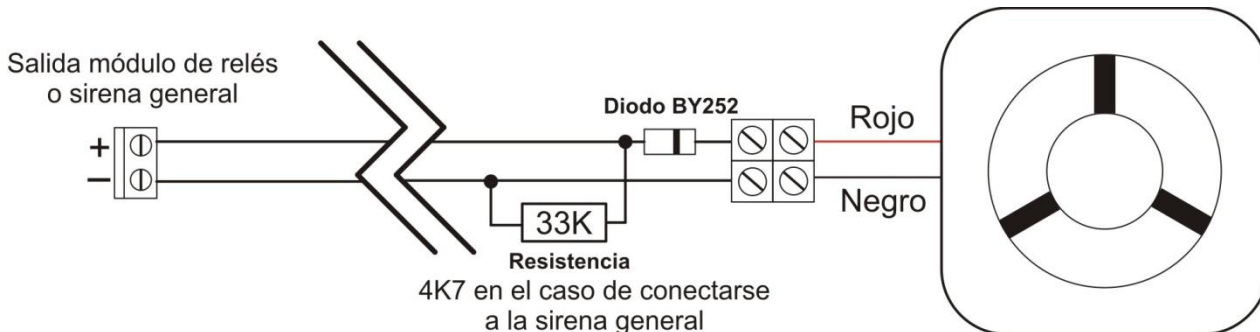 Salida módulo de relés
o sirena general
+
–
Diodo BY252
Rojo
Negro
33K
Resistencia
4K7 en el caso de conectarse
a la sirena general